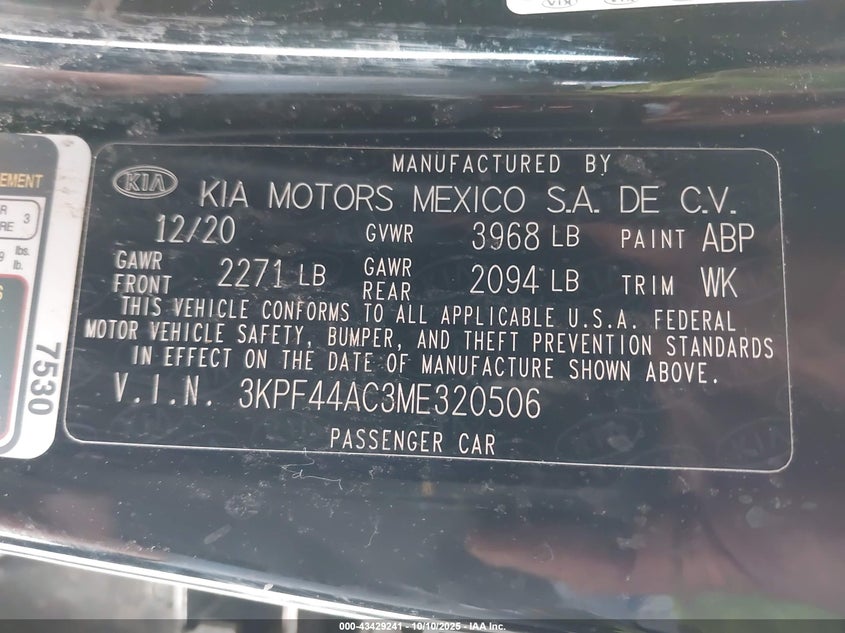 MANUFACTURED BY
KIA KIA MOTORS MEXICO S.A. DE C.V.
12/20 GVWR 3968 LB PAINT ABP
GAWR FRONT 2271 LB GAWR REAR 2094 LB TRIM WK
THIS VEHICLE CONFORMS TO ALL APPLICABLE U.S.A. FEDERAL
MOTOR VEHICLE SAFETY, BUMPER, AND THEFT PREVENTION STANDARDS
IN EFFECT ON THE DATE OF MANUFACTURE SHOWN ABOVE.
V.I.N. 3KPF44AC3ME320506
PASSENGER CAR
EMENT
3
lbs.
lb.
7530
000-43429241 - 10/10/2025 - IAA Inc.